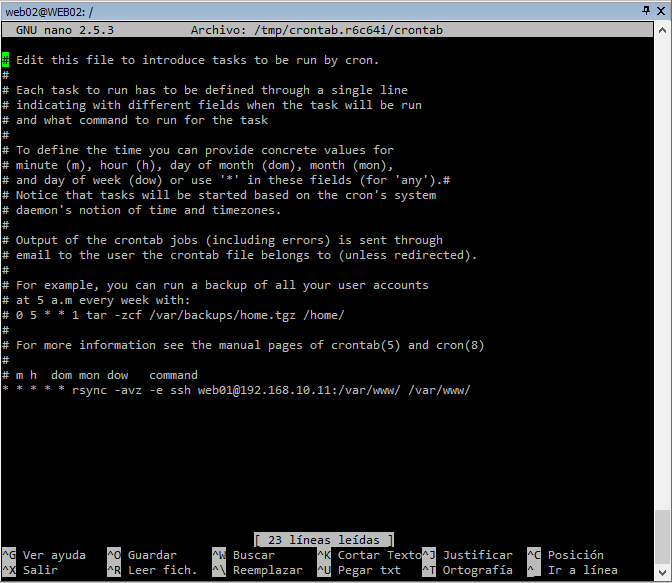 web02@WEB02: /
GNU nano 2.5.3 Archivo: /tmp/crontab.r6c64i/crontab
# Edit this file to introduce tasks to be run by cron.
#
# Each task to run has to be defined through a single line
# indicating with different fields when the task will be run
# and what command to run for the task
#
# To define the time you can provide concrete values for
# minute (m), hour (h), day of month (dom), month (mon),
# and day of week (dow) or use '*' in these fields (for 'any').#
# Notice that tasks will be started based on the cron's system
# daemon's notion of time and timezones.
#
# Output of the crontab jobs (including errors) is sent through
# email to the user the crontab file belongs to (unless redirected).
#
# For example, you can run a backup of all your user accounts
# at 5 a.m every week with:
# 0 5 * * 1 tar -zcf /var/backups/home.tgz /home/
#
# For more information see the manual pages of crontab(5) and cron(8)
#
# m h  dom mon dow   command
* * * * * rsync -avz -e ssh web01@192.168.10.11:/var/www/ /var/www/
[ 23 líneas leídas ]
^G Ver ayuda ^O Guardar ^W Buscar ^K Cortar Texto ^J Justificar ^C Posición
^X Salir ^R Leer fich. ^\ Reemplazar ^U Pegar txt ^T Ortografía ^_ Ir a línea